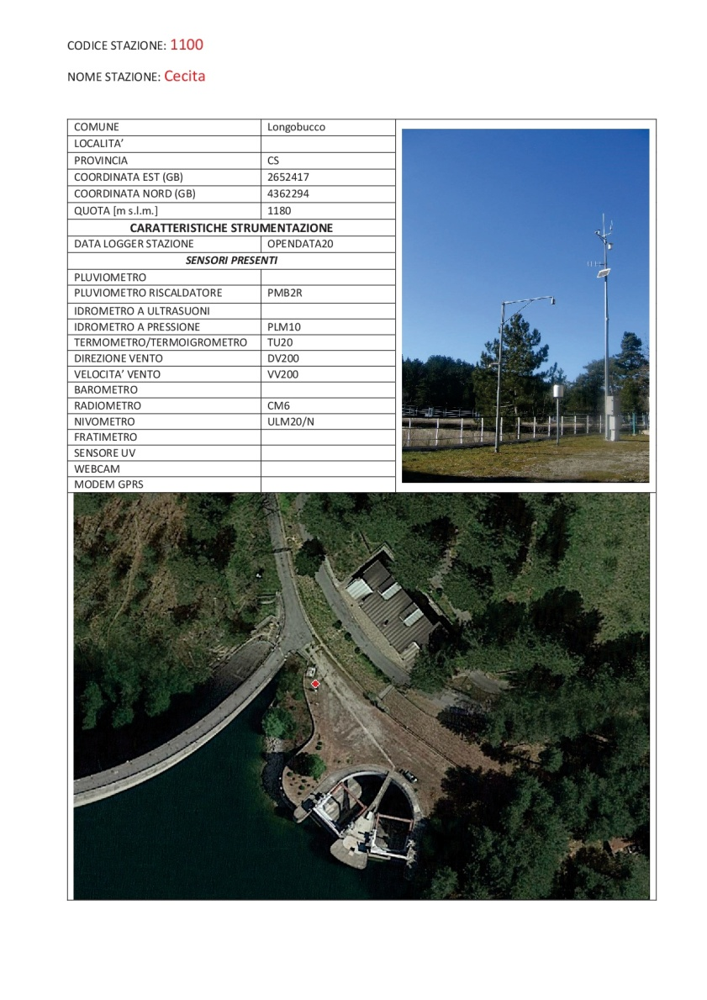 CODICE STAZIONE: 1100
NOME STAZIONE: Cecita
COMUNE Longobucco
LOCALITA’
PROVINCIA CS
COORDINATA EST (GB) 2652417
COORDINATA NORD (GB) 4362294
QUOTA [m s.l.m.] 1180
CARATTERISTICHE STRUMENTAZIONE
DATA LOGGER STAZIONE OPENDATA20
SENSORI PRESENTI
PLUVIOMETRO
PLUVIOMETRO RISCALDATORE PMB2R
IDROMETRO A ULTRASUONI
IDROMETRO A PRESSIONE PLM10
TERMOMETRO/TERMOIGROMETRO TU20
DIREZIONE VENTO DV200
VELOCITA’ VENTO VV200
BAROMETRO
RADIOMETRO CM6
NIVOMETRO ULM20/N
FRATIMETRO
SENSORE UV
WEBCAM
MODEM GPRS